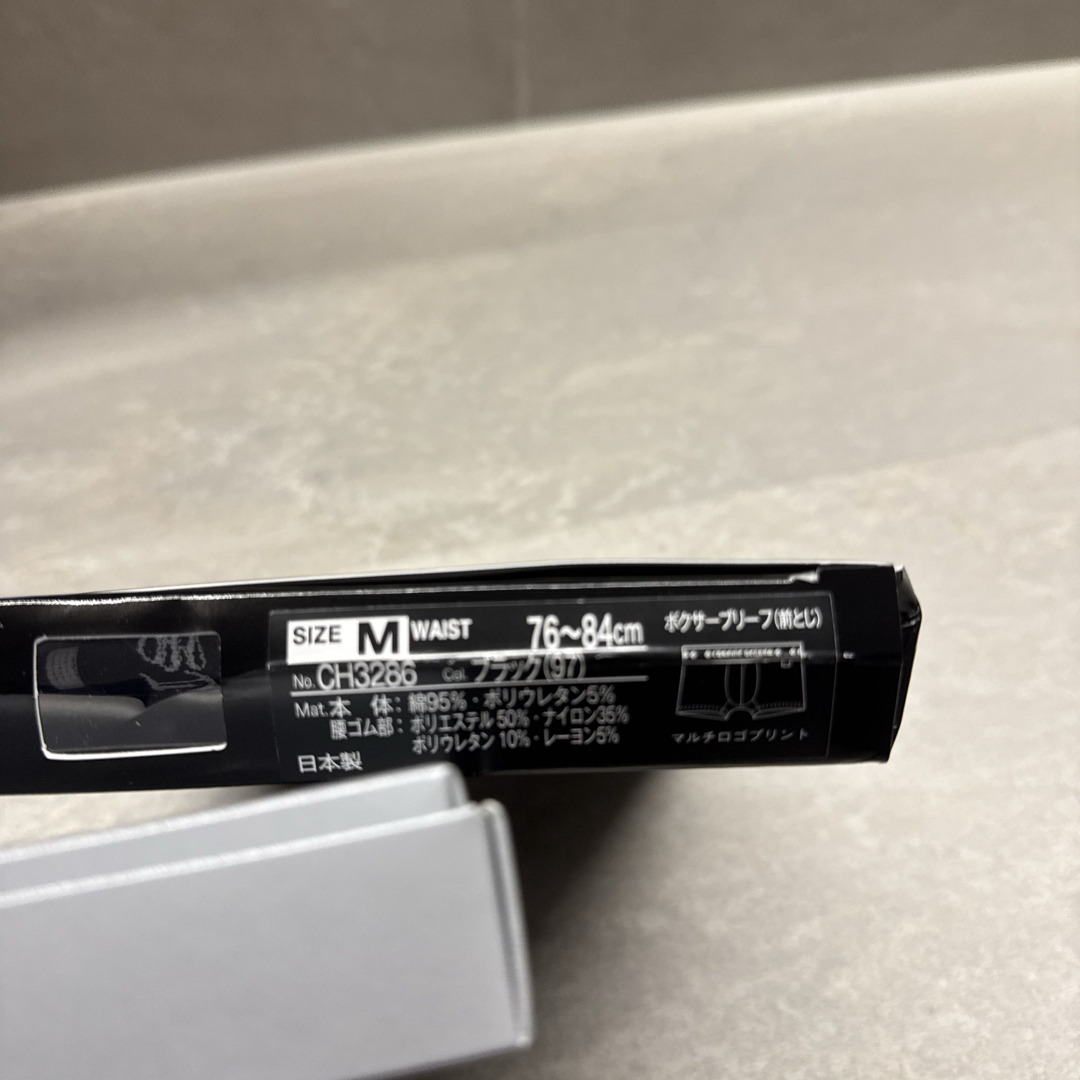 SIZE M WAIST 76〜84cm
No. CH3286 Col. ブラック(97)
Mat. 本 体：綿95%・ポリウレタン5%
腰ゴム部：ポリエステル50%・ナイロン35%
ポリウレタン10%・レーヨン5%
日本製
ボクサーブリーフ(前とじ)
マルチロゴプリント